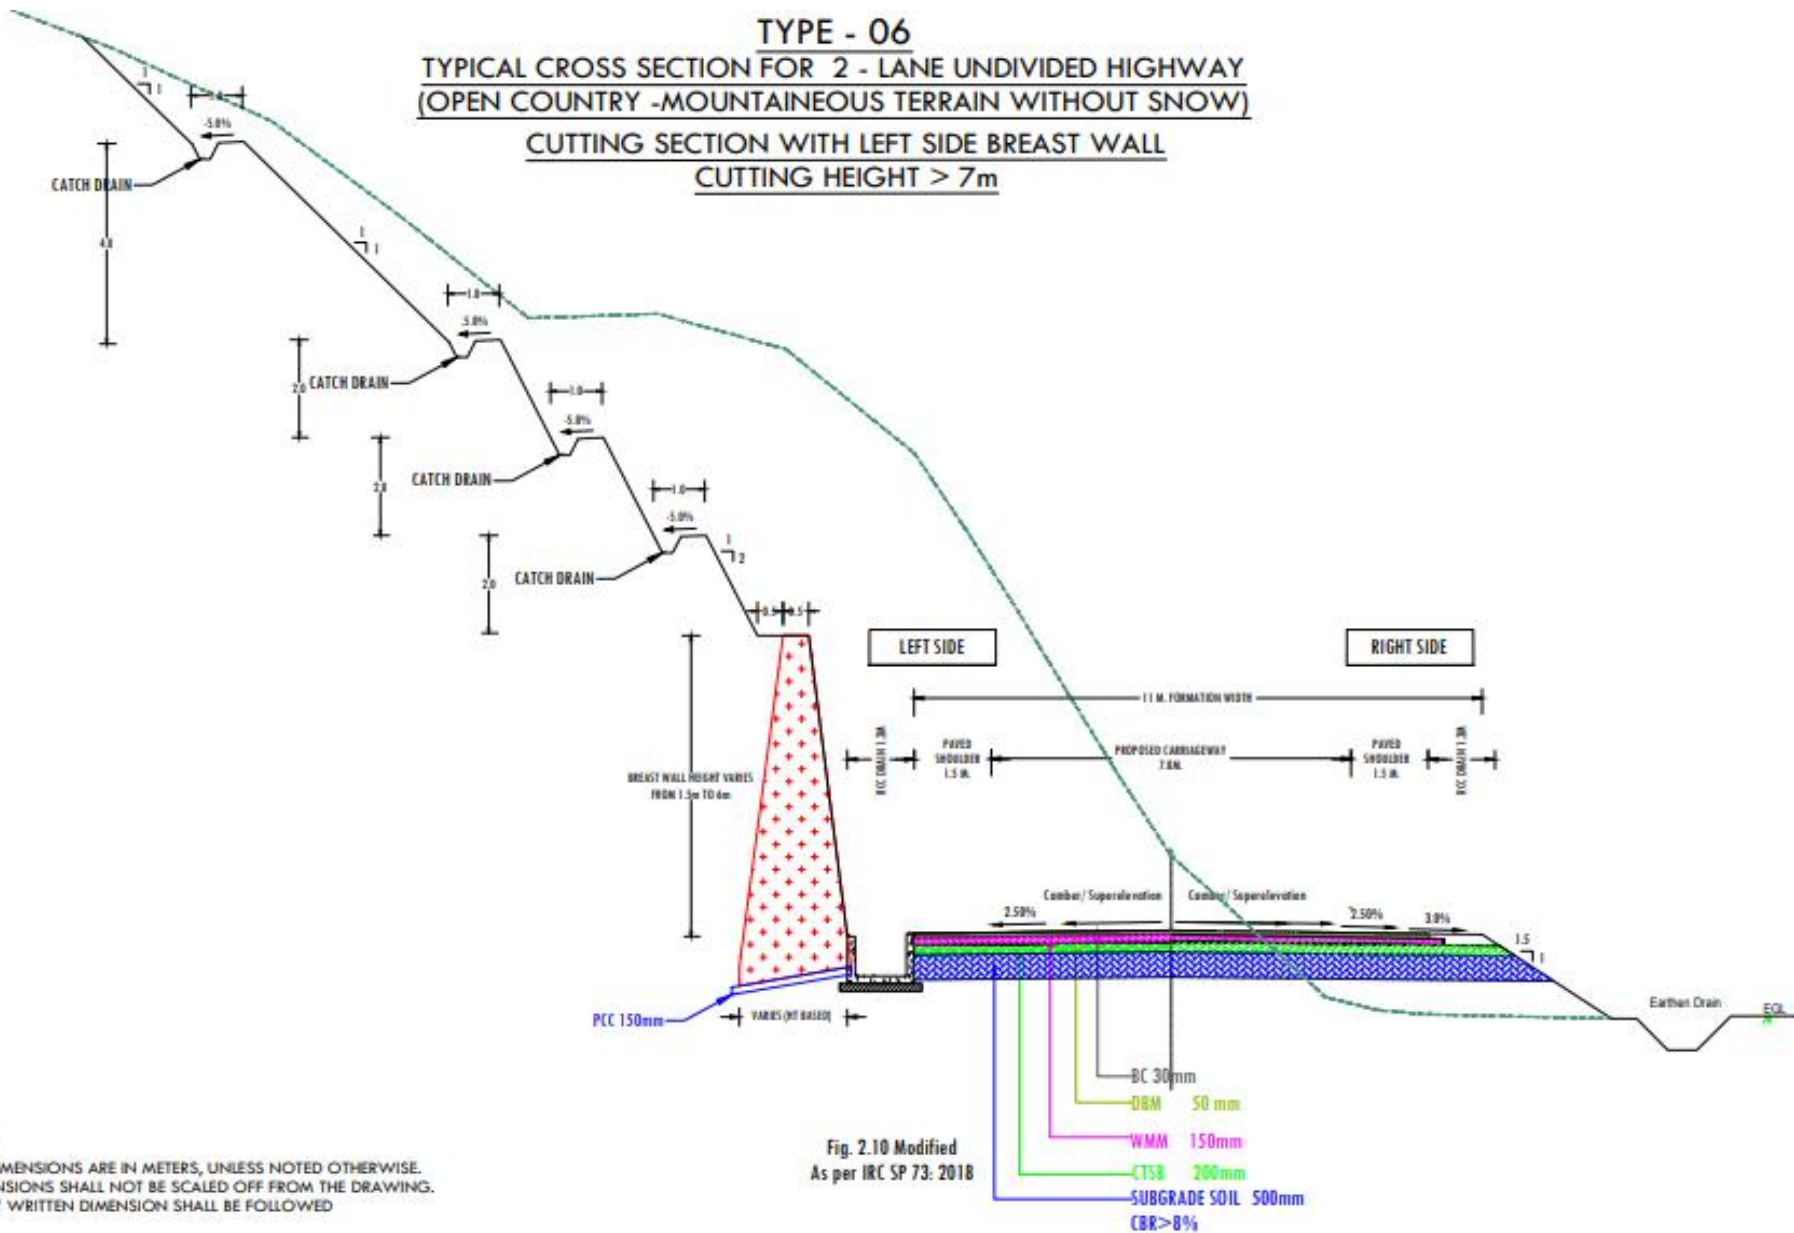 TYPE - 06
TYPICAL CROSS SECTION FOR 2 - LANE UNDIVIDED HIGHWAY
(OPEN COUNTRY -MOUNTAINEOUS TERRAIN WITHOUT SNOW)
CUTTING SECTION WITH LEFT SIDE BREAST WALL
CUTTING HEIGHT > 7m
1
1
-5.0%
CATCH DRAIN
1
1
1.0
5.0%
2.0
CATCH DRAIN
1.0
-5.0%
CATCH DRAIN
1.0
-5.0%
1
2
2.0
CATCH DRAIN
LEFT SIDE
RIGHT SIDE
11 M. FORMATION WIDTH
BREAST WALL HEIGHT VARIES
FROM 1.5m TO 6m
RCC DRAIN
PAVED
SHOULDER
1.5 M.
PROPOSED CARRIAGEWAY
PAVED
SHOULDER
1.5 M.
RCC DRAIN
Camber/ Superelevation
Camber/ Superelevation
2.50%
2.50%
3.0%
1.5
1
Earthen Drain
EGL
PCC 150mm
VARIES (HT BASED)
BC 30mm
DBM 50 mm
WMM 150mm
CTSB 200mm
SUBGRADE SOIL 500mm
CBR>8%
Fig. 2.10 Modified
As per IRC SP 73: 2018
MENSIONS ARE IN METERS, UNLESS NOTED OTHERWISE.
NSIONS SHALL NOT BE SCALED OFF FROM THE DRAWING.
WRITTEN DIMENSION SHALL BE FOLLOWED